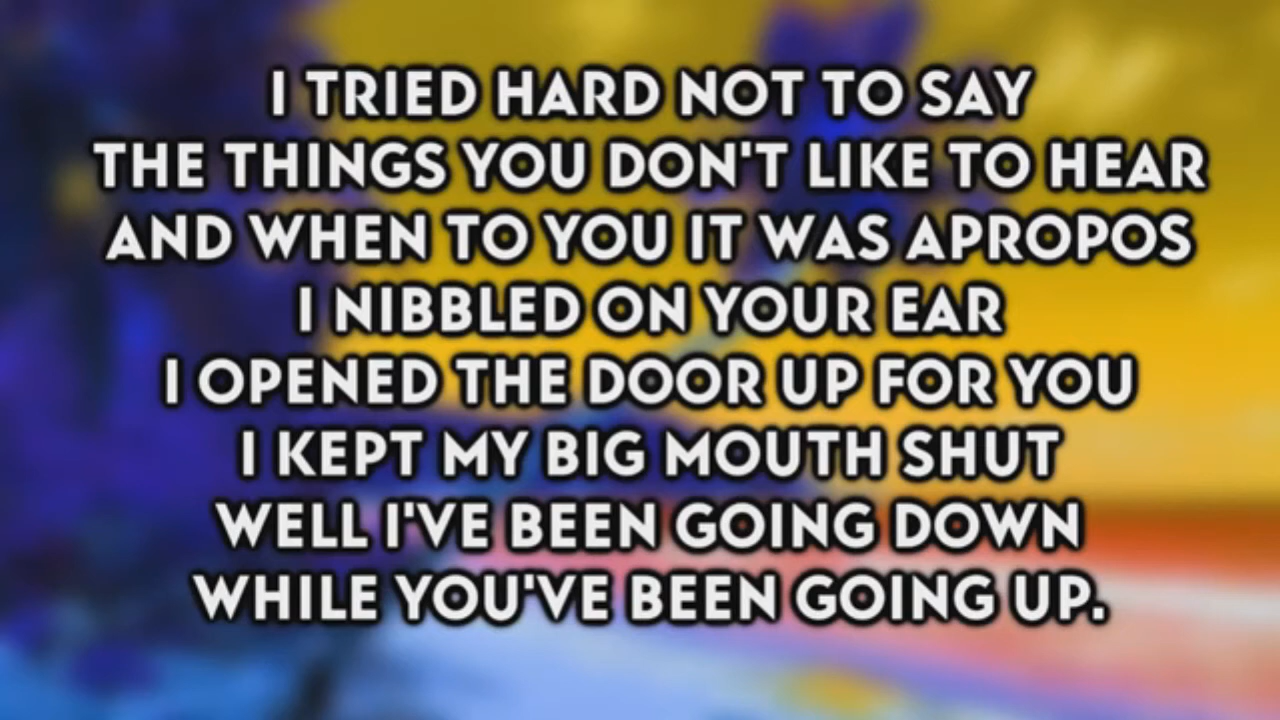 I TRIED HARD NOT TO SAY
THE THINGS YOU DON'T LIKE TO HEAR
AND WHEN TO YOU IT WAS APROPOS
I NIBBLED ON YOUR EAR
I OPENED THE DOOR UP FOR YOU
I KEPT MY BIG MOUTH SHUT
WELL I'VE BEEN GOING DOWN
WHILE YOU'VE BEEN GOING UP.